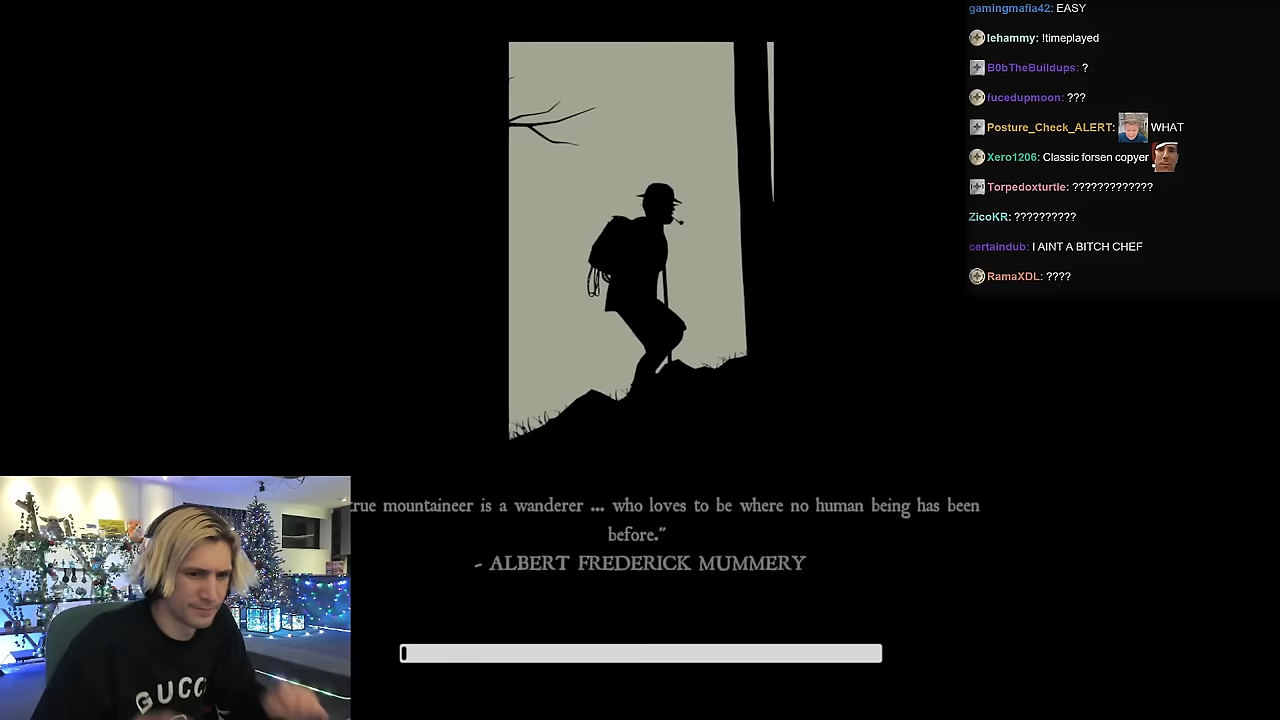 gamingmafia42: EASY
lehammy: !timeplayed
B0bTheBuildups: ?
fucedupmoon: ???
Posture_Check_ALERT: WHAT
Xero1206: Classic forsen copyer
Torpedoxturtle: ?????????????
ZicoKR: ??????????
certaindub: I AINT A BITCH CHEF
RamaXDL: ????
true mountaineer is a wanderer ... who loves to be where no human being has been
before."
- ALBERT FREDERICK MUMMERY
GUCC